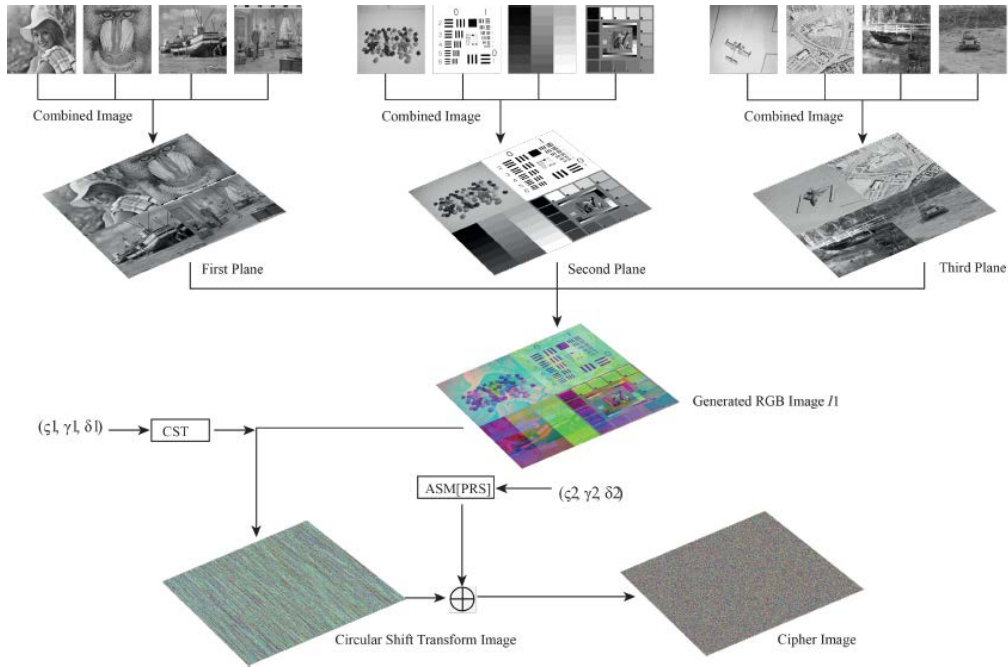 Combined Image
Combined Image
Combined Image
First Plane
Second Plane
Third Plane
Generated RGB Image I1
(ς1, γ1, δ1)
CST
ASM[PRS]
(ς2, γ2, δ2)
Circular Shift Transform Image
Cipher Image